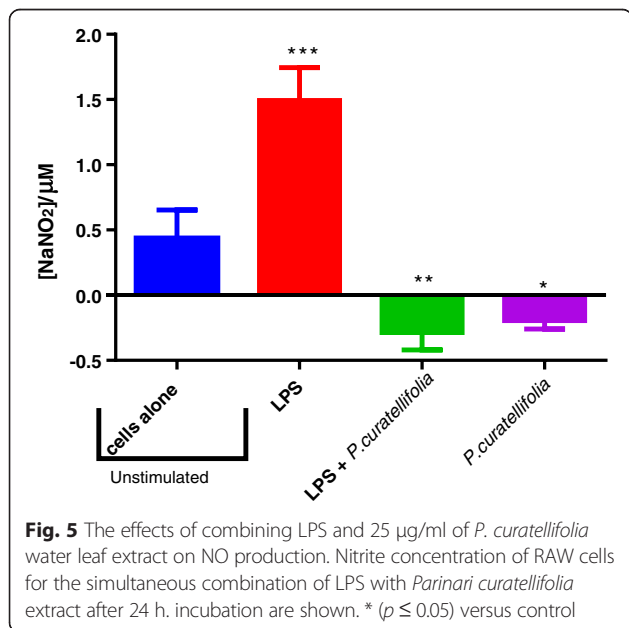 2.0
1.5
1.0
0.5
0.0
-0.5
[NaNO2]/µM
***
**
*
cells alone
LPS
LPS + P.curatellifolia
P.curatellifolia
Unstimulated
Fig. 5 The effects of combining LPS and 25 μg/ml of P. curatellifolia
water leaf extract on NO production. Nitrite concentration of RAW cells
for the simultaneous combination of LPS with Parinari curatellifolia
extract after 24 h. incubation are shown. * (p ≤ 0.05) versus control